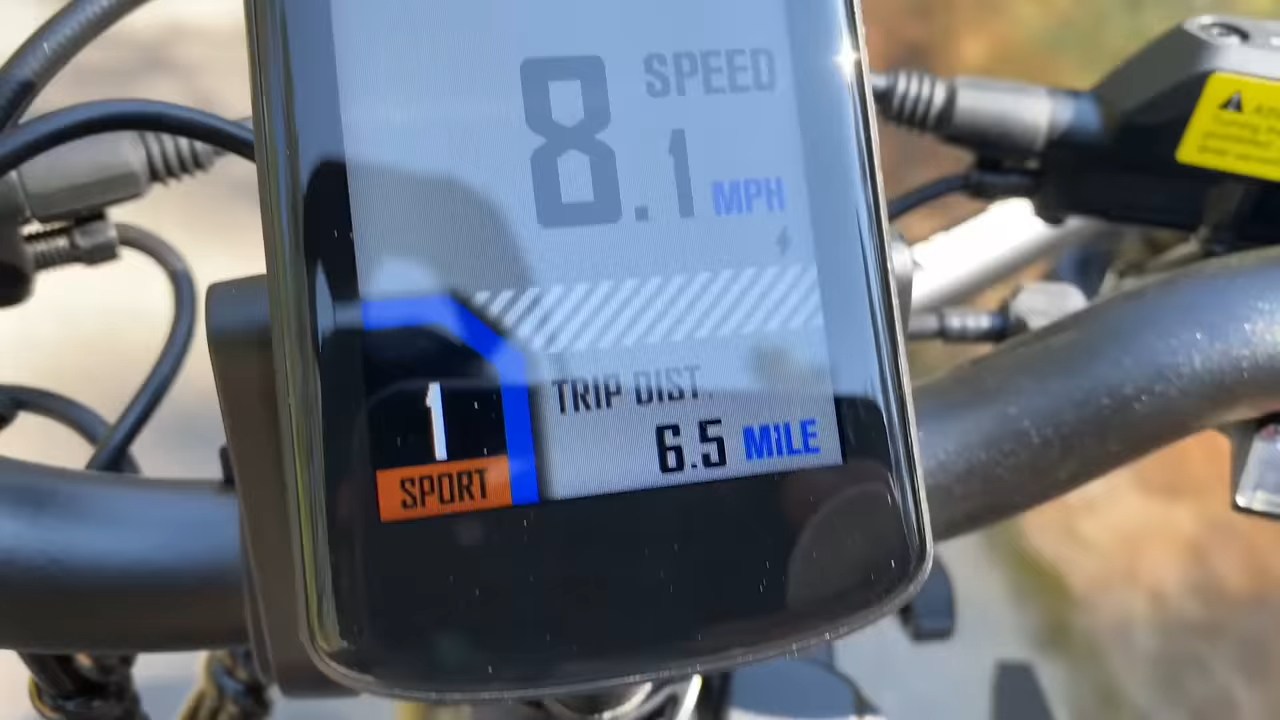 SPEED
8.1 MPH
TRIP DIST.
6.5 MILE
1
SPORT